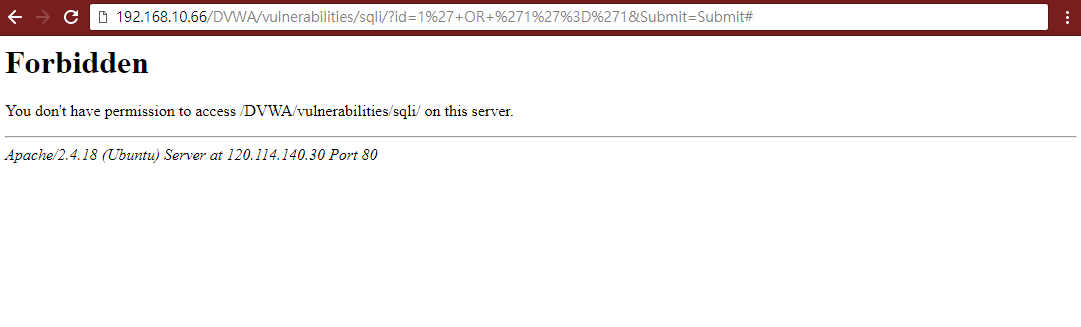 192.168.10.66/DVWA/vulnerabilities/sqli/?id=1%27+OR+%271%27%3D%271&Submit=Submit#
Forbidden
You don't have permission to access /DVWA/vulnerabilities/sqli/ on this server.
Apache/2.4.18 (Ubuntu) Server at 120.114.140.30 Port 80